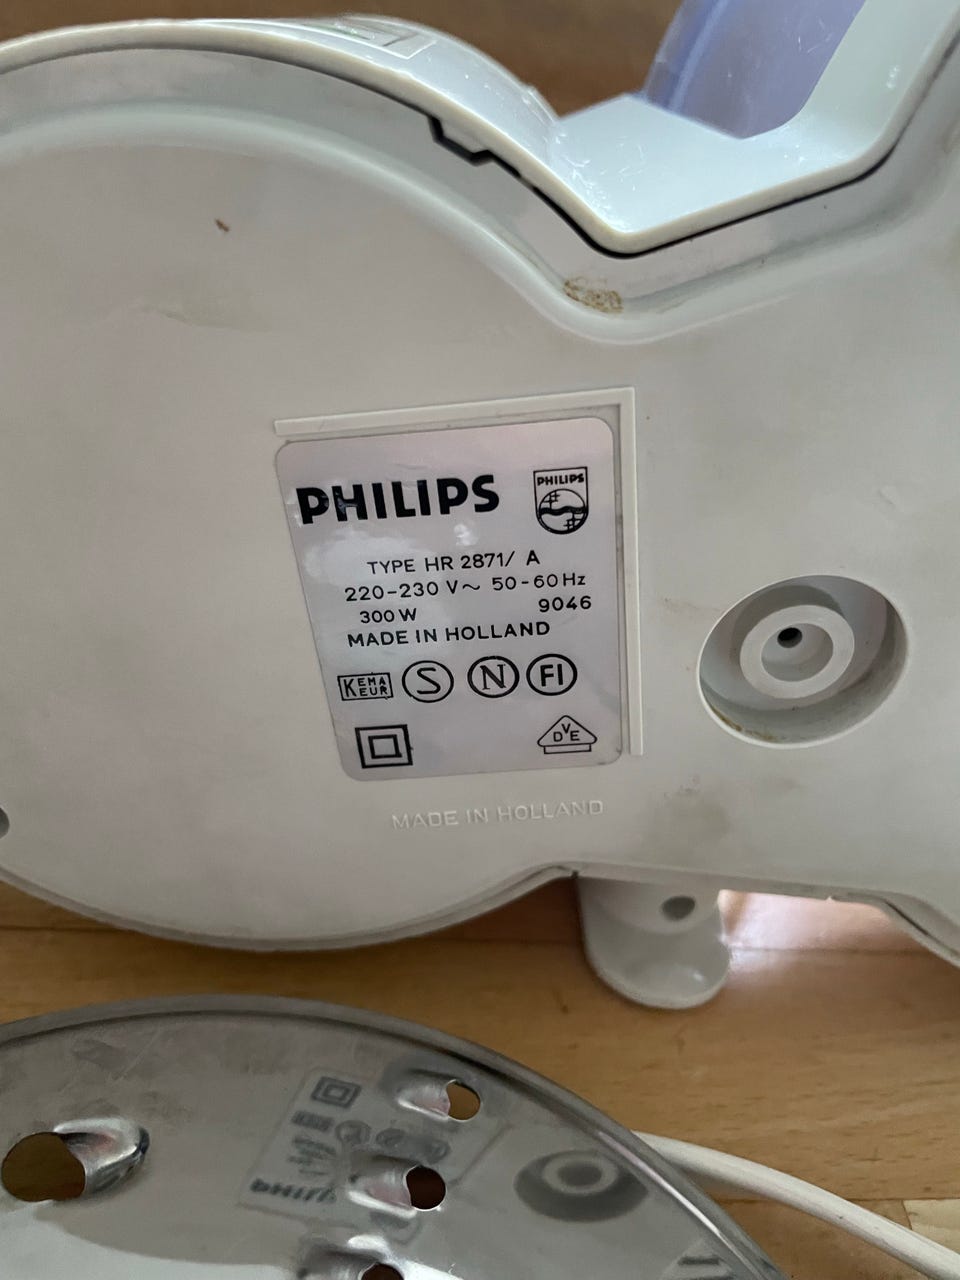 PHILIPS
PHILIPS
TYPE HR 2871/ A
220-230 V~ 50-60 Hz
300 W 9046
MADE IN HOLLAND
KEMA
EUR
S N FI
DVE
MADE IN HOLLAND